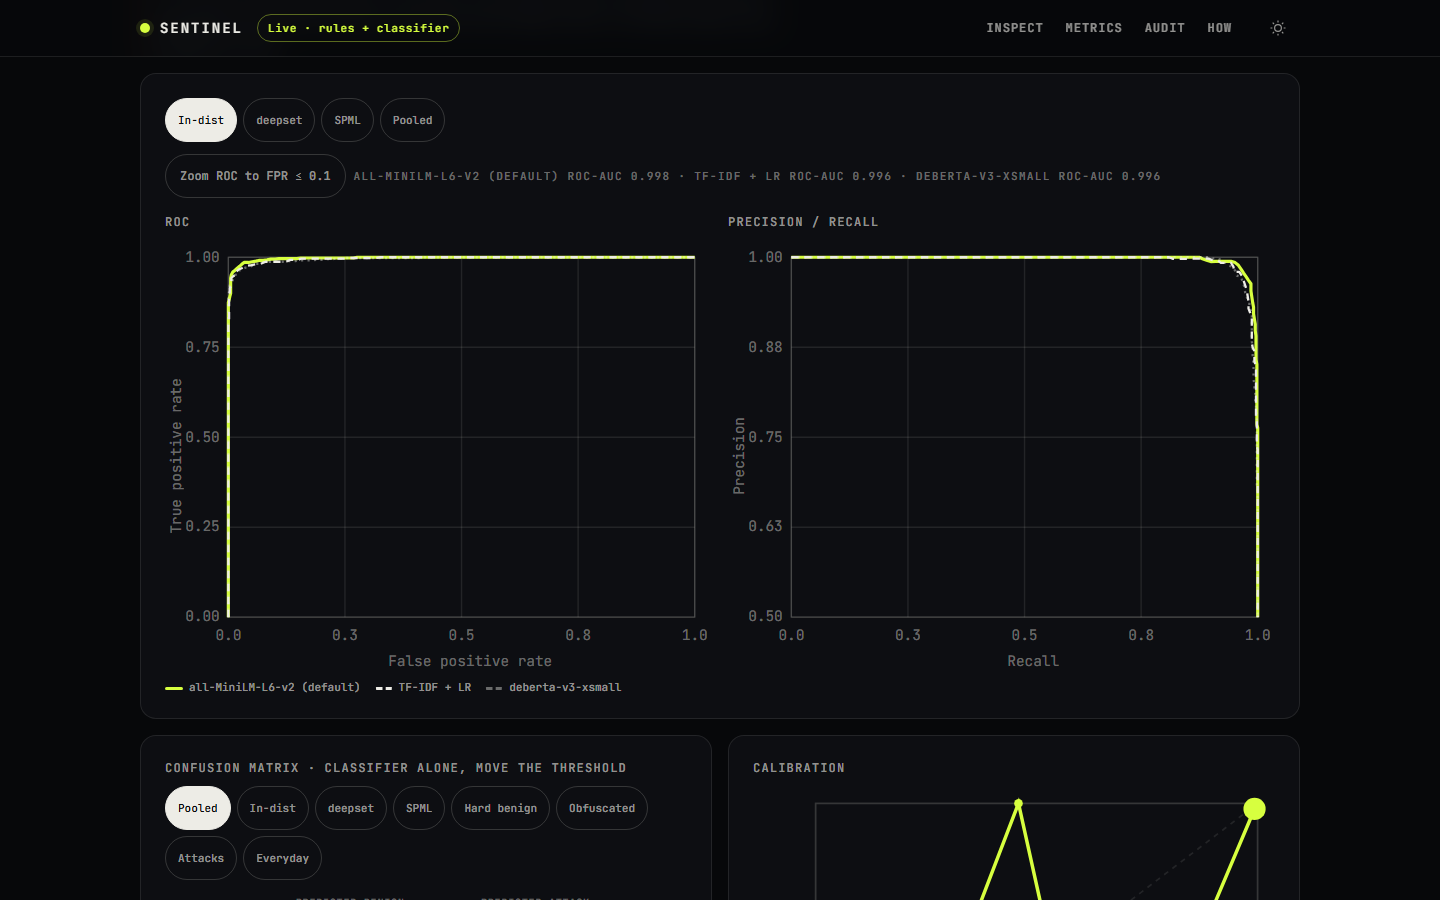 SENTINEL
Live · rules + classifier
INSPECT METRICS AUDIT HOW
In-dist deepset SPML Pooled
Zoom ROC to FPR ≤ 0.1
ALL-MINILM-L6-V2 (DEFAULT) ROC-AUC 0.998 · TF-IDF + LR ROC-AUC 0.996 · DEBERTA-V3-XSMALL ROC-AUC 0.996
ROC
1.00
0.75
0.50
0.25
0.00
True positive rate
0.0 0.3 0.5 0.8 1.0
False positive rate
all-MiniLM-L6-v2 (default) TF-IDF + LR deberta-v3-xsmall
PRECISION / RECALL
1.00
0.88
0.75
0.63
0.50
Precision
0.0 0.3 0.5 0.8 1.0
Recall
CONFUSION MATRIX · CLASSIFIER ALONE, MOVE THE THRESHOLD
Pooled In-dist deepset SPML Hard benign Obfuscated
Attacks Everyday
CALIBRATION